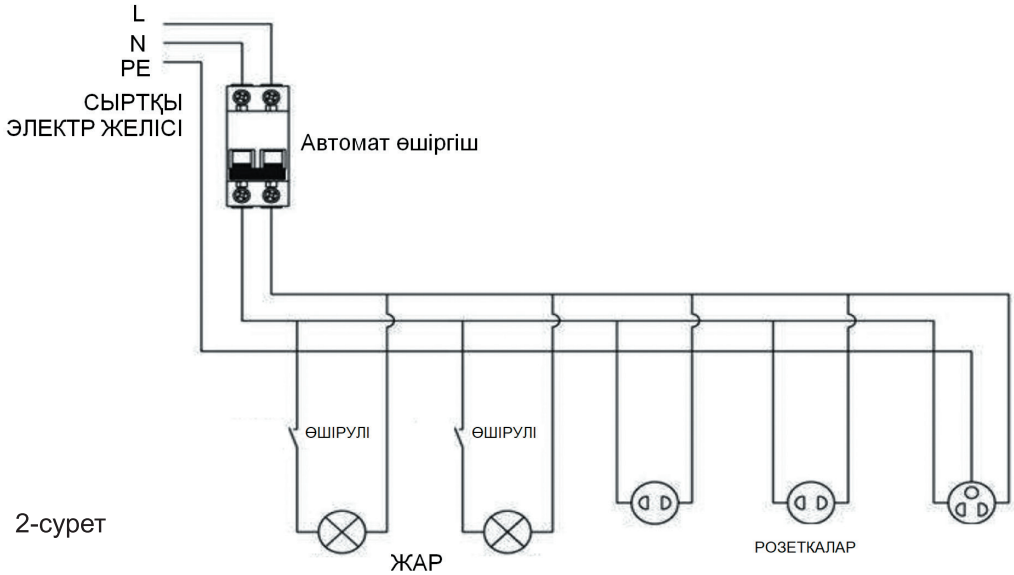 L
N
PE
СЫРТҚЫ
ЭЛЕКТР ЖЕЛІСІ
Автомат өшіргіш
ӨШІРУЛІ
ӨШІРУЛІ
2-сурет
ЖАР
РОЗЕТКАЛАР